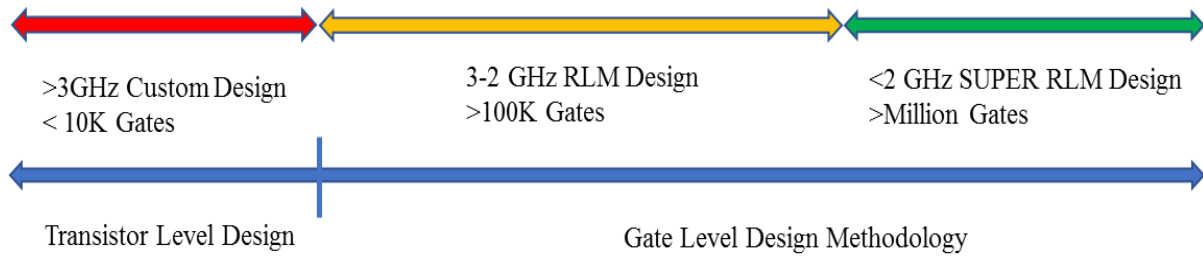 >3GHz Custom Design
< 10K Gates
3-2 GHz RLM Design
>100K Gates
<2 GHz SUPER RLM Design
>Million Gates
Transistor Level Design
Gate Level Design Methodology